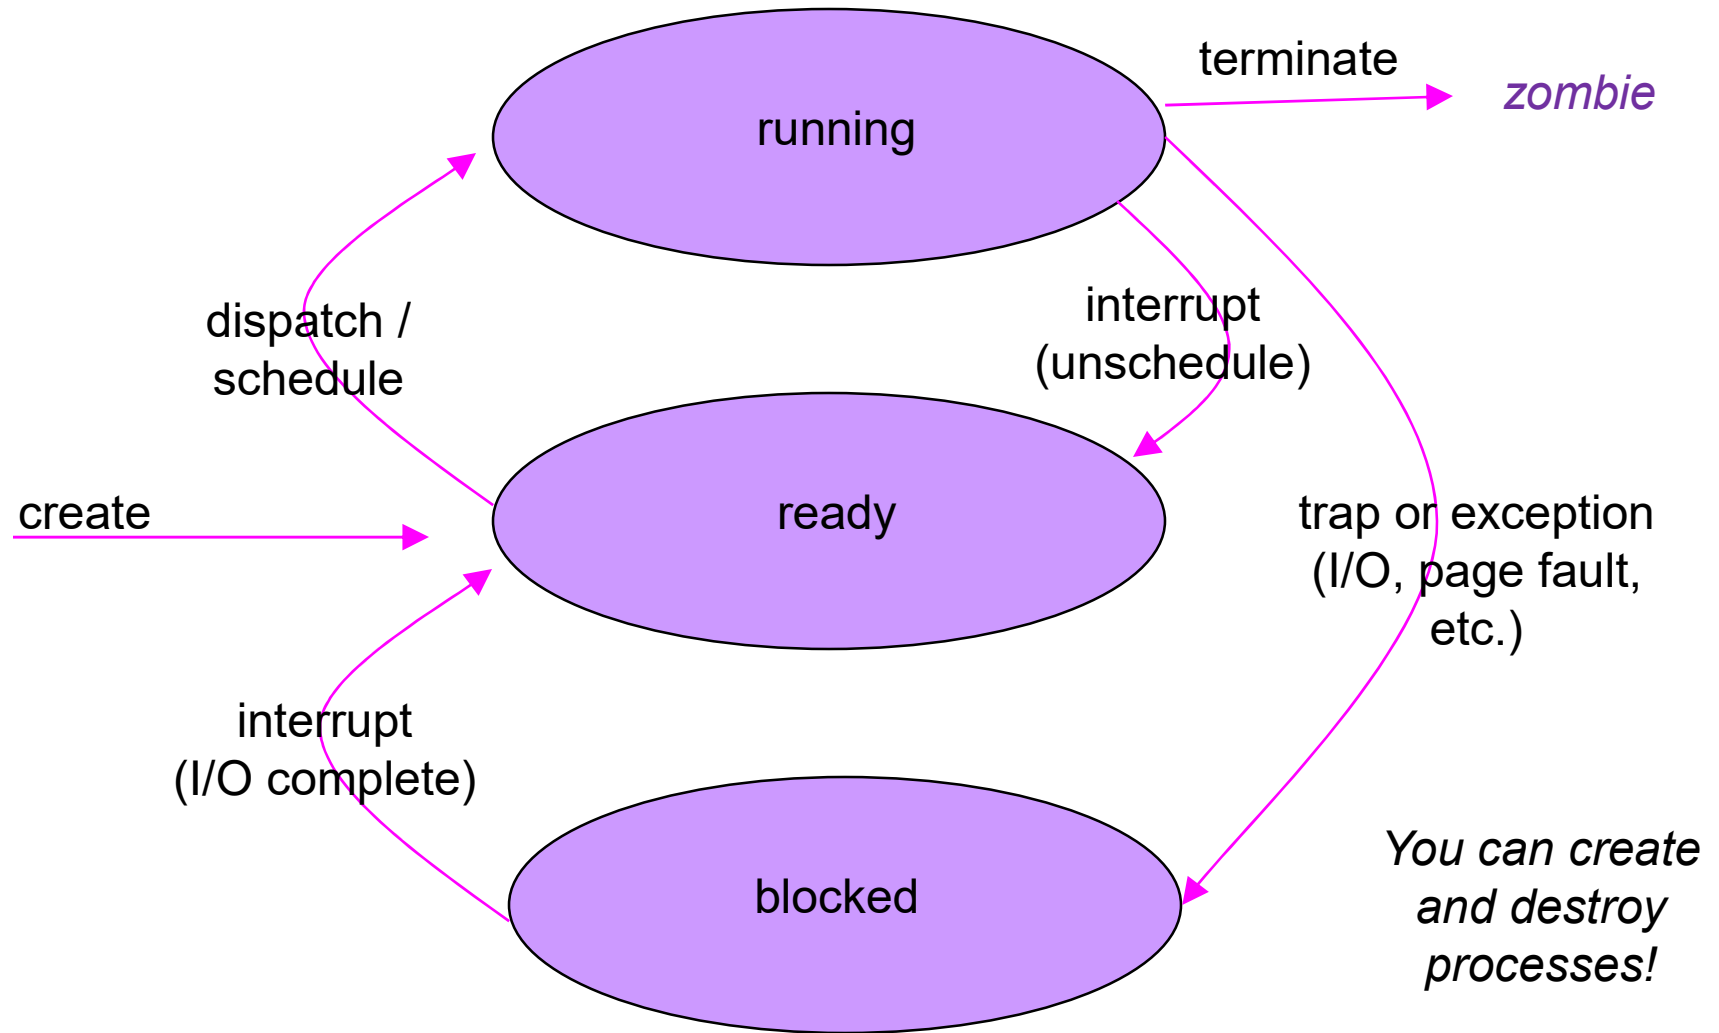 terminate
zombie
running
dispatch /
schedule
interrupt
(unschedule)
create
ready
trap or exception
(I/O, page fault,
etc.)
interrupt
(I/O complete)
blocked
You can create
and destroy
processes!